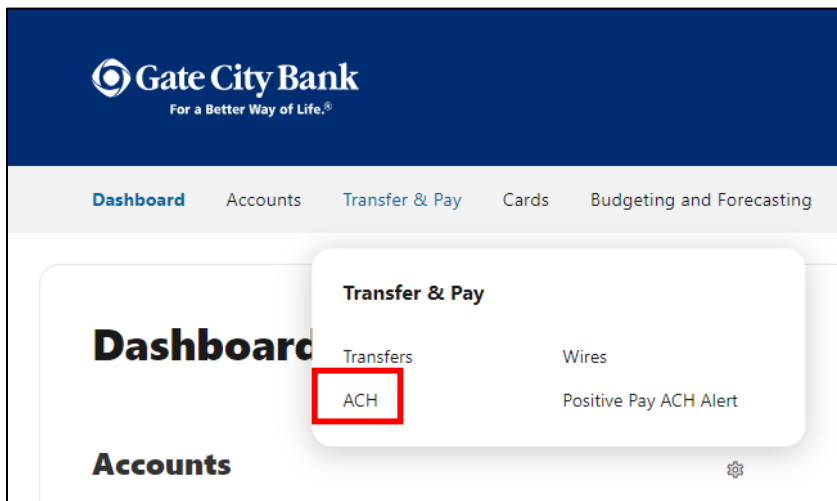 Gate City Bank
For a Better Way of Life.®
Dashboard Accounts Transfer & Pay Cards Budgeting and Forecasting
Transfer & Pay
Dashboard
Transfers Wires
ACH Positive Pay ACH Alert
Accounts